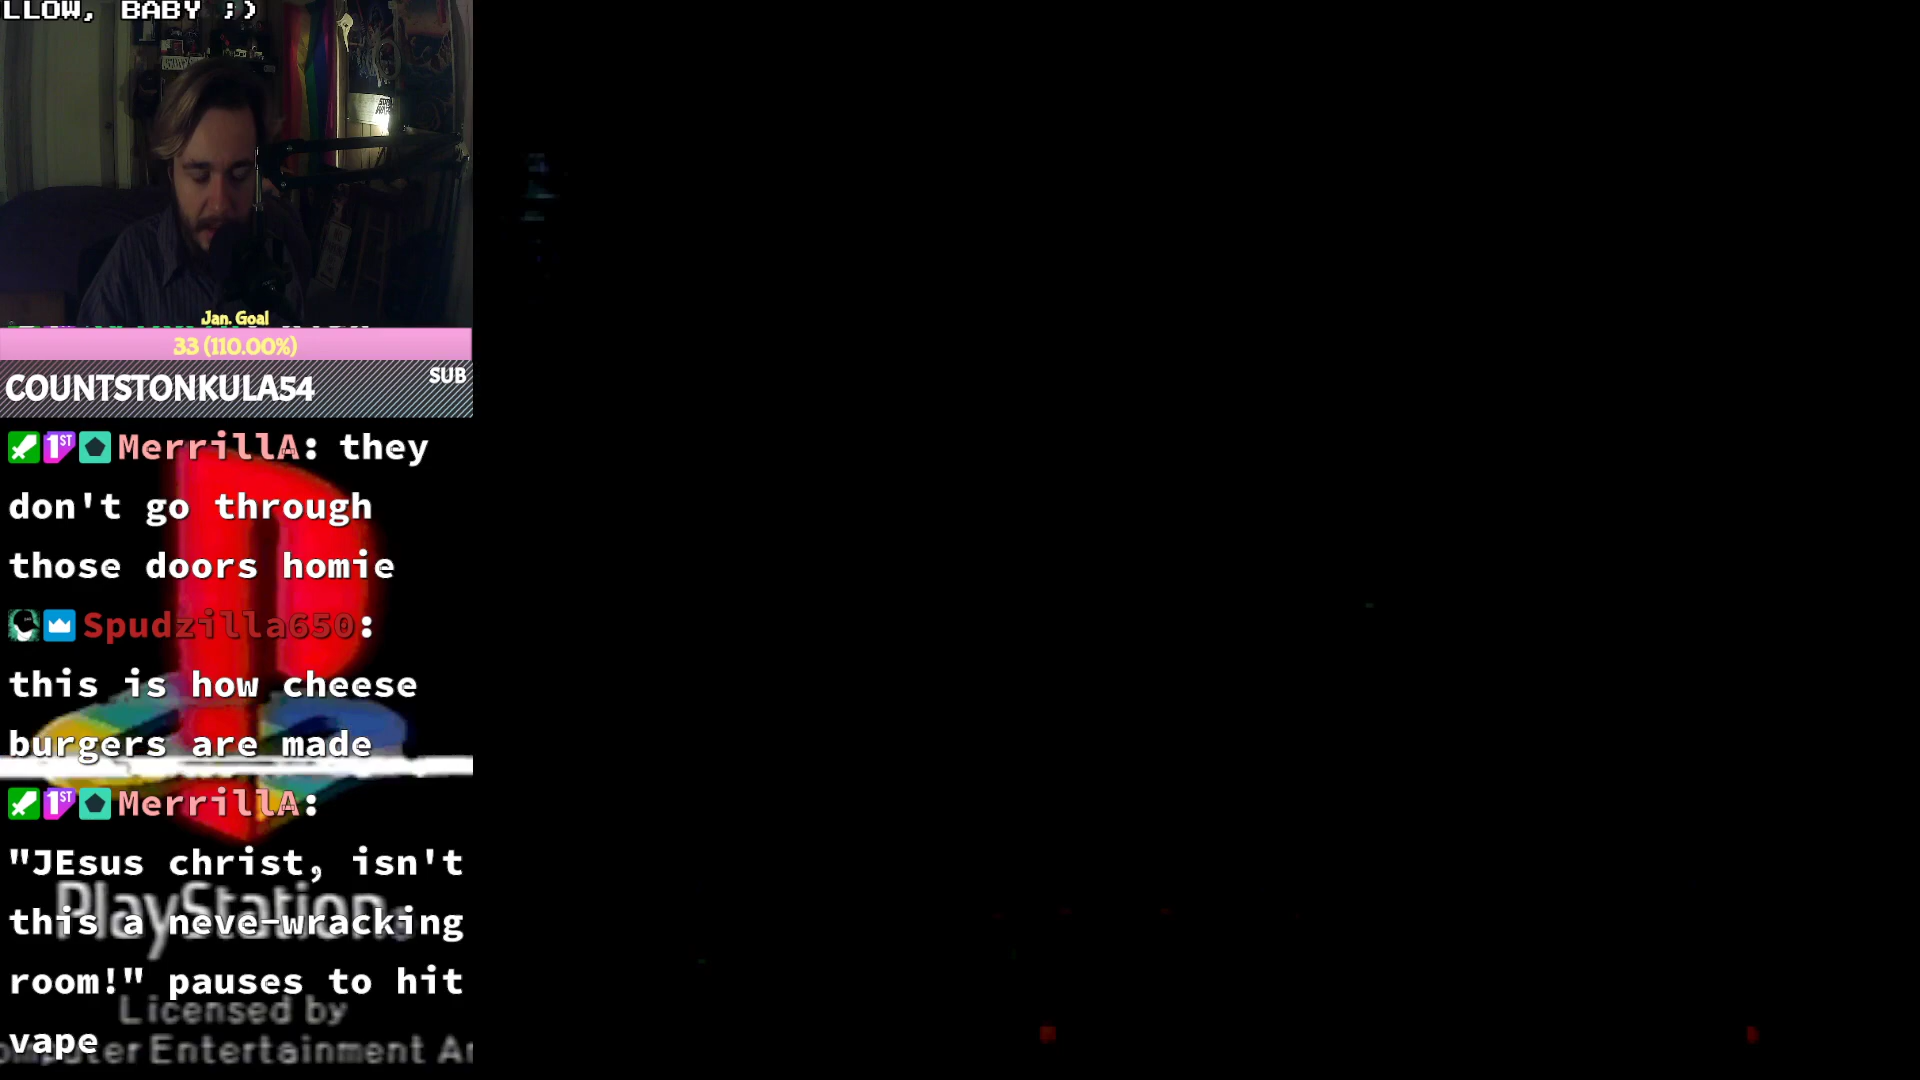 LLOW, BABY ;)
Jan. Goal
33 (110.00%)
COUNTSTONKULA54
SUB
1ST MerrillA: they
don't go through
those doors homie
Spudzilla650:
this is how cheese
burgers are made
1ST MerrillA:
"JEsus christ, isn't
this a neve-wracking
room!" pauses to hit
vape
PlayStation
Licensed by
Entertainment